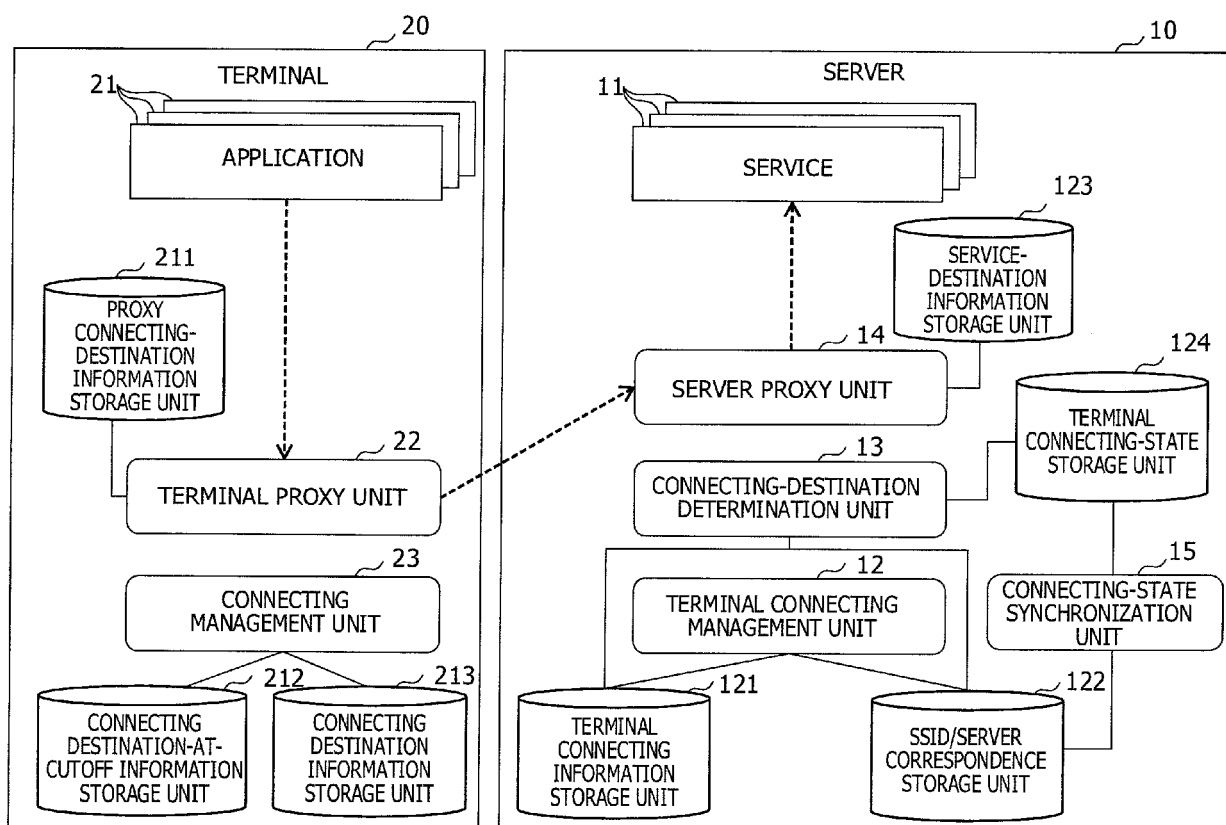 20
TERMINAL
21
APPLICATION
211
PROXY
CONNECTING-
DESTINATION
INFORMATION
STORAGE UNIT
22
TERMINAL PROXY UNIT
23
CONNECTING
MANAGEMENT UNIT
212
CONNECTING
DESTINATION-AT-
CUTOFF INFORMATION
STORAGE UNIT
213
CONNECTING
DESTINATION
INFORMATION
STORAGE UNIT
10
SERVER
11
SERVICE
123
SERVICE-
DESTINATION
INFORMATION
STORAGE UNIT
14
SERVER PROXY UNIT
124
TERMINAL
CONNECTING-STATE
STORAGE UNIT
13
CONNECTING-DESTINATION
DETERMINATION UNIT
12
TERMINAL CONNECTING
MANAGEMENT UNIT
15
CONNECTING-STATE
SYNCHRONIZATION
UNIT
121
TERMINAL
CONNECTING
INFORMATION
STORAGE UNIT
122
SSID/SERVER
CORRESPONDENCE
STORAGE UNIT